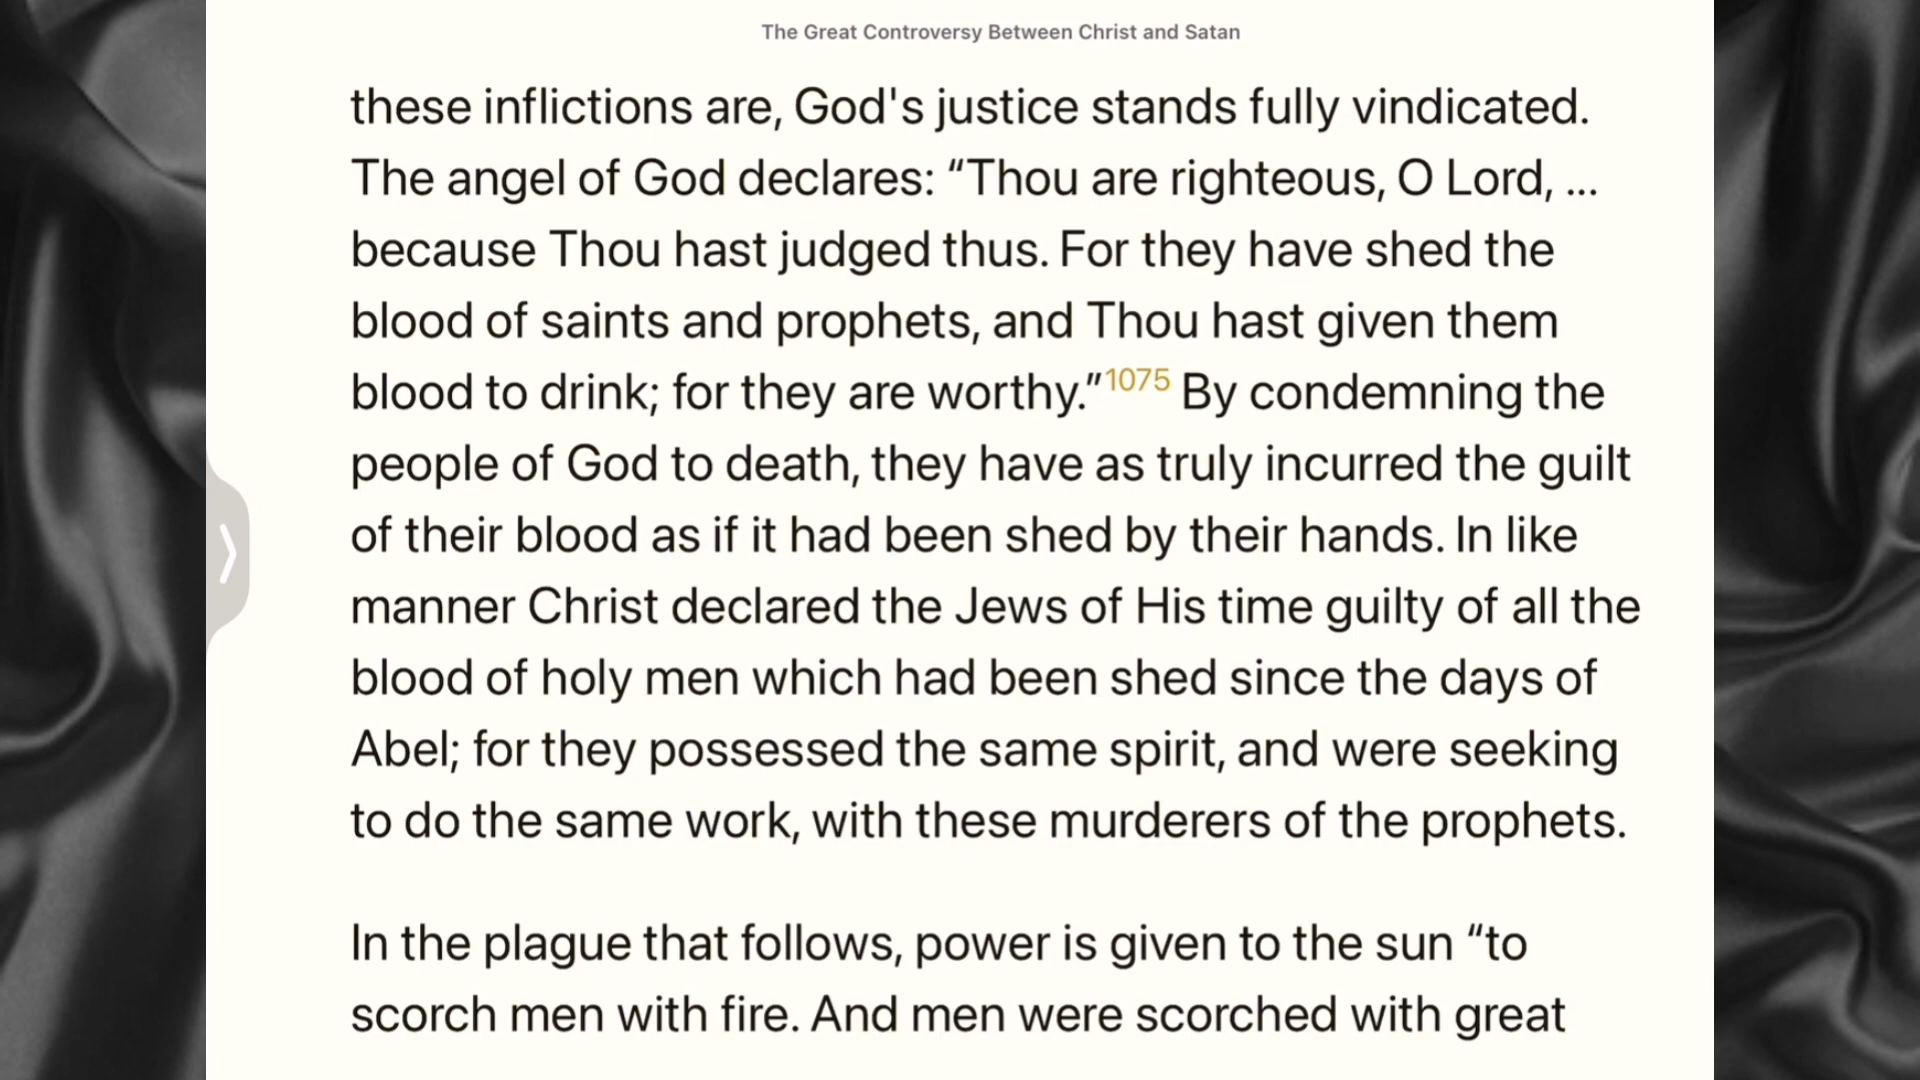 The Great Controversy Between Christ and Satan
these inflictions are, God's justice stands fully vindicated.
The angel of God declares: “Thou are righteous, O Lord, ...
because Thou hast judged thus. For they have shed the
blood of saints and prophets, and Thou hast given them
blood to drink; for they are worthy.”1075 By condemning the
people of God to death, they have as truly incurred the guilt
of their blood as if it had been shed by their hands. In like
manner Christ declared the Jews of His time guilty of all the
blood of holy men which had been shed since the days of
Abel; for they possessed the same spirit, and were seeking
to do the same work, with these murderers of the prophets.
In the plague that follows, power is given to the sun “to
scorch men with fire. And men were scorched with great